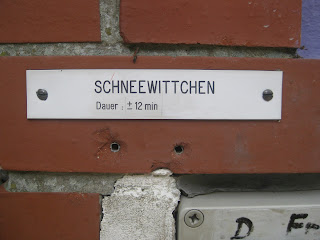 SCHNEEWITTCHEN
Dauer : ± 12 min
D